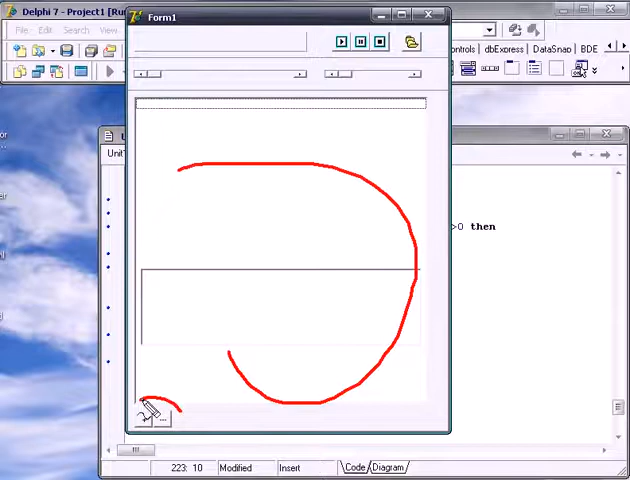 Delphi 7 - Project1 [Ru
Form1
File Edit Search View
ontrols dbExpress DataSnap BDE
Unit
>0 then
...
223: 10 Modified Insert Code Diagram